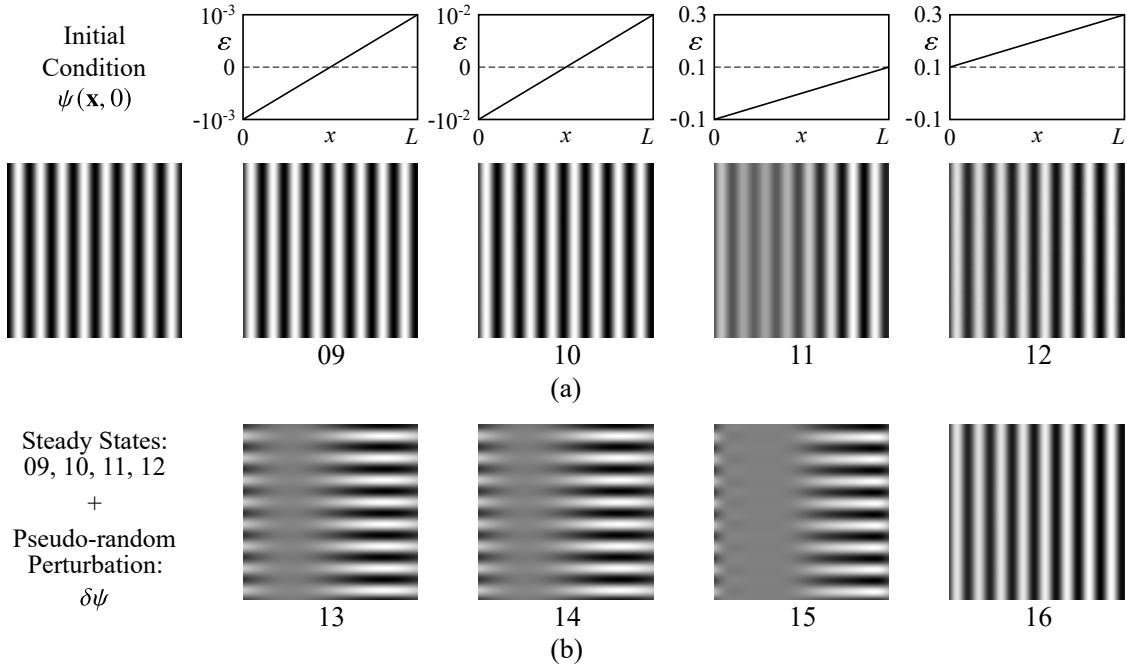 Initial
Condition
ψ(x, 0)
10⁻³
ε
0
-10⁻³
0
x
L
10⁻²
ε
0
-10⁻²
0
x
L
0.3
ε
0.1
-0.1
0
x
L
0.3
ε
0.1
-0.1
0
x
L
09
10
11
12
(a)
Steady States:
09, 10, 11, 12
+
Pseudo-random
Perturbation:
δψ
13
14
15
16
(b)